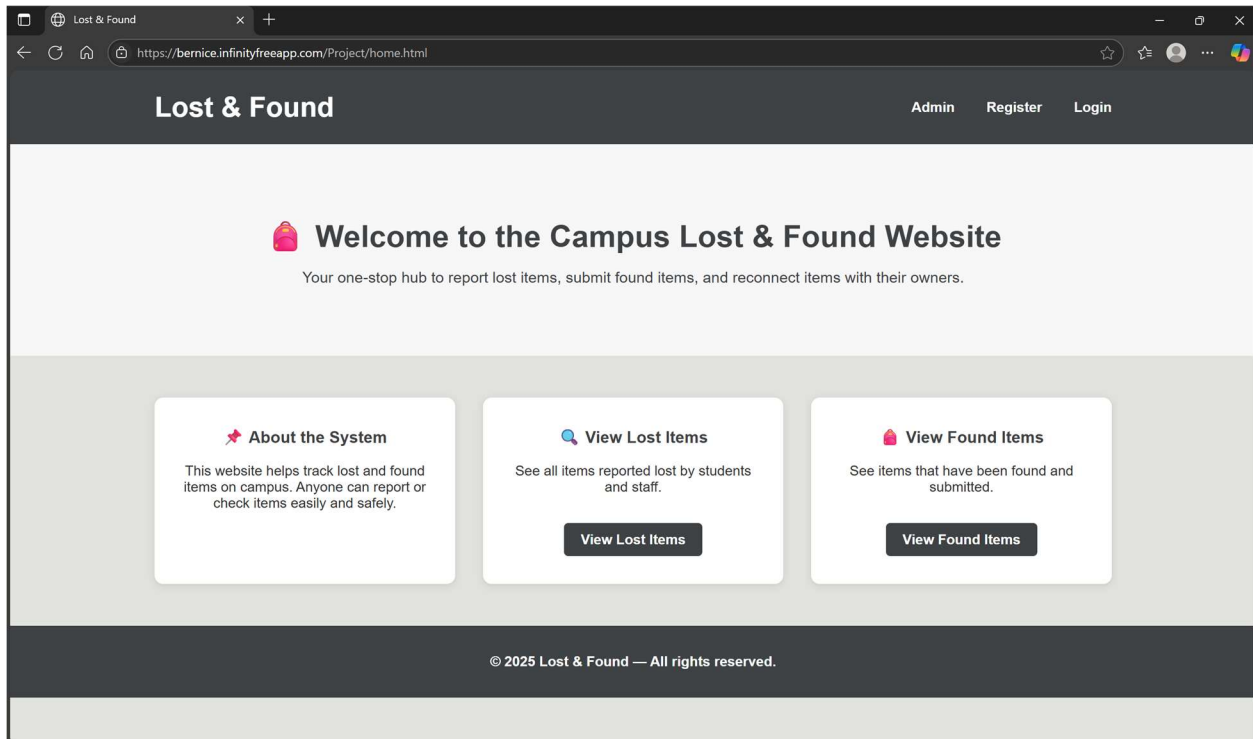 Lost & Found
https://bernice.infinityfreeapp.com/Project/home.html
Lost & Found
Admin Register Login
Welcome to the Campus Lost & Found Website
Your one-stop hub to report lost items, submit found items, and reconnect items with their owners.
About the System
This website helps track lost and found
items on campus. Anyone can report or
check items easily and safely.
View Lost Items
See all items reported lost by students
and staff.
View Lost Items
View Found Items
See items that have been found and
submitted.
View Found Items
© 2025 Lost & Found — All rights reserved.